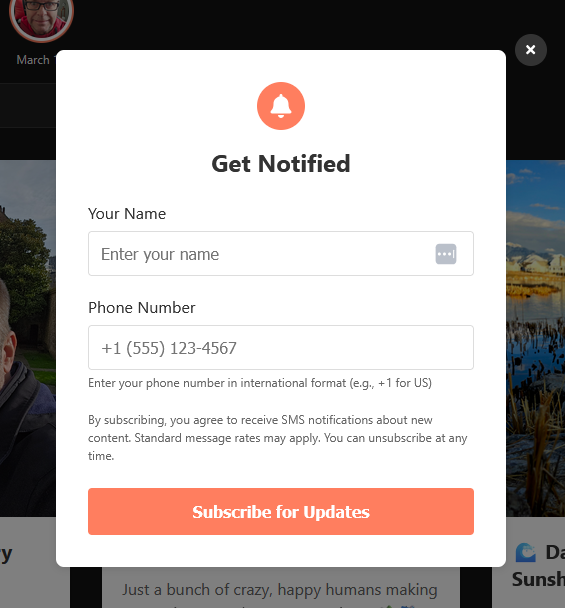 March
Get Notified
Your Name
Enter your name
Phone Number
+1 (555) 123-4567
Enter your phone number in international format (e.g., +1 for US)
By subscribing, you agree to receive SMS notifications about new
content. Standard message rates may apply. You can unsubscribe at any
time.
Subscribe for Updates
ry
Da
Sunsh
Just a bunch of crazy, happy humans making